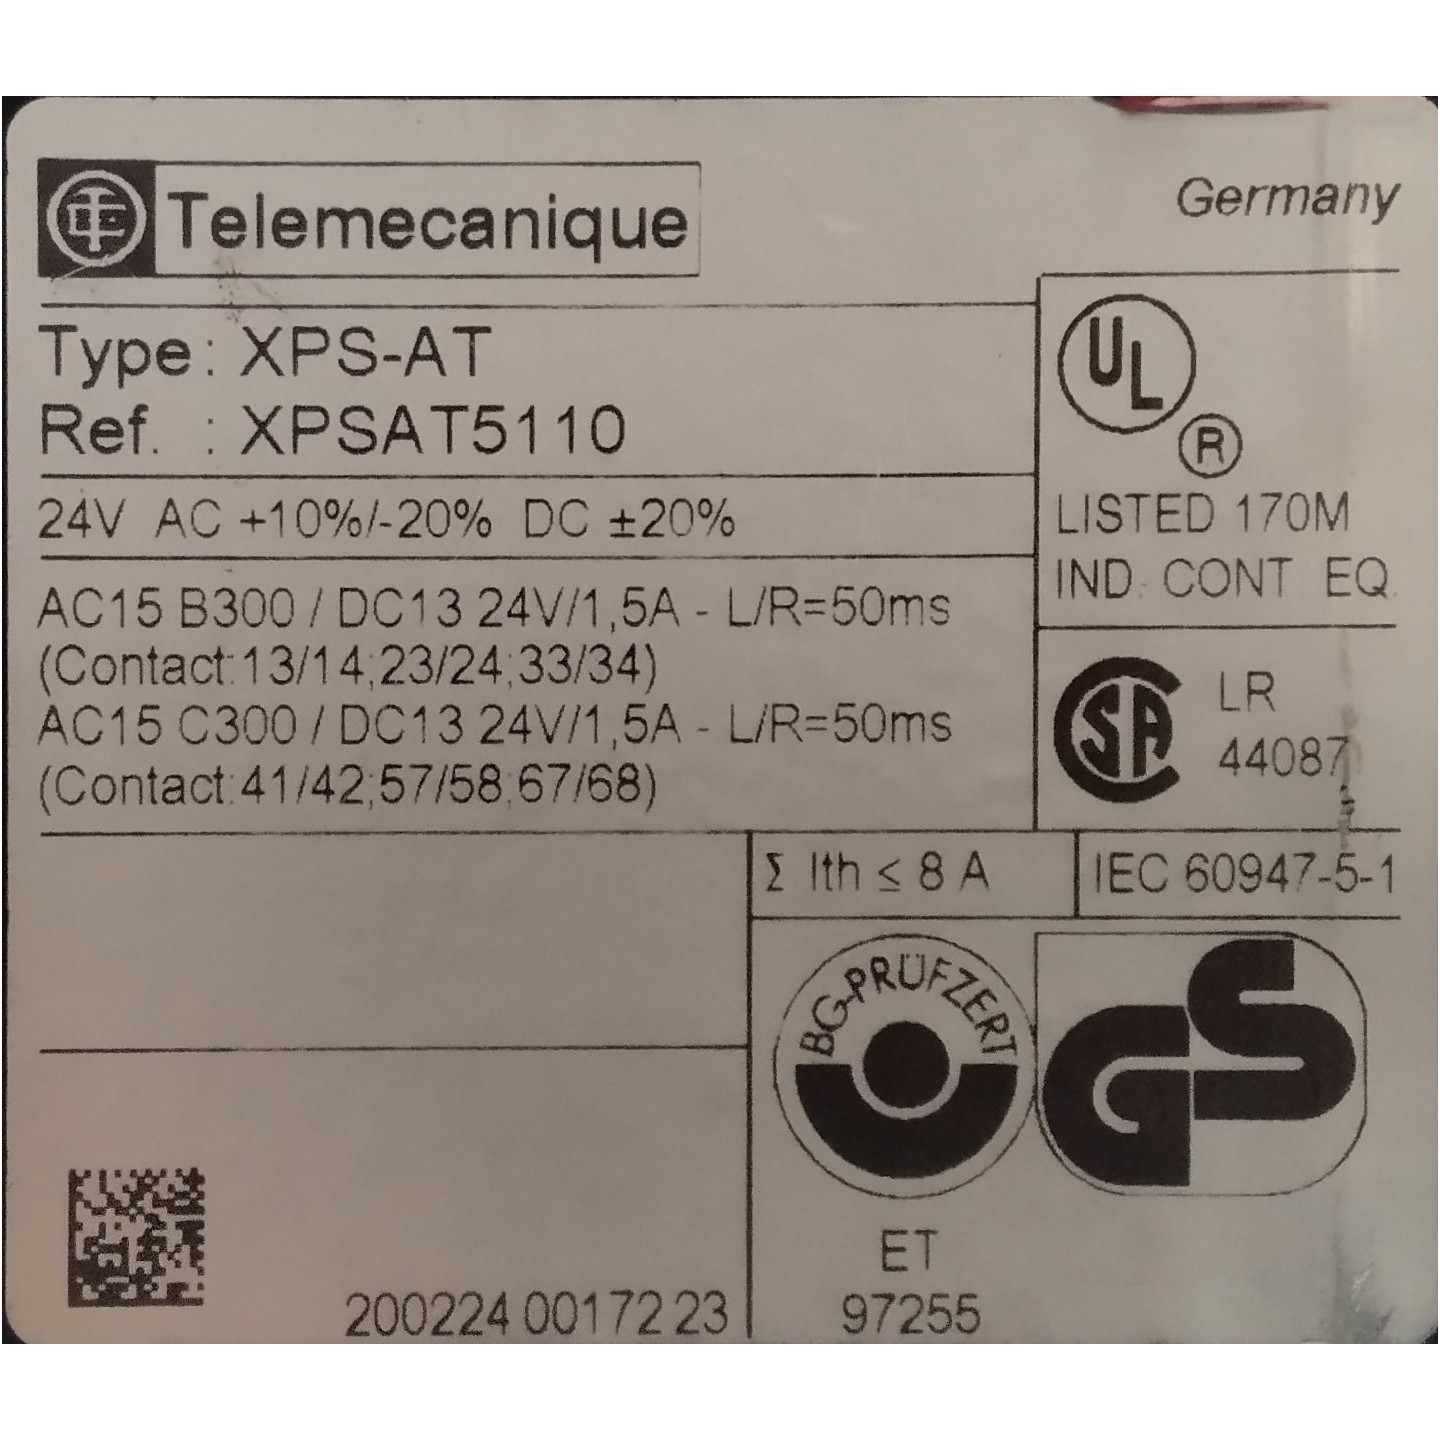 Telemecanique
Germany
Type : XPS-AT
Ref. : XPSAT5110
24V AC +10%/-20% DC ±20%
AC15 B300 / DC13 24V/1,5A - L/R=50ms
(Contact:13/14;23/24;33/34)
AC15 C300 / DC13 24V/1,5A - L/R=50ms
(Contact:41/42;57/58;67/68)
UL
®
LISTED 170M
IND. CONT. EQ.
SA
LR
44087
Σ Ith ≤ 8 A
IEC 60947-5-1
BG-PRÜFZERT
GS
ET
97255
200224 00172 23